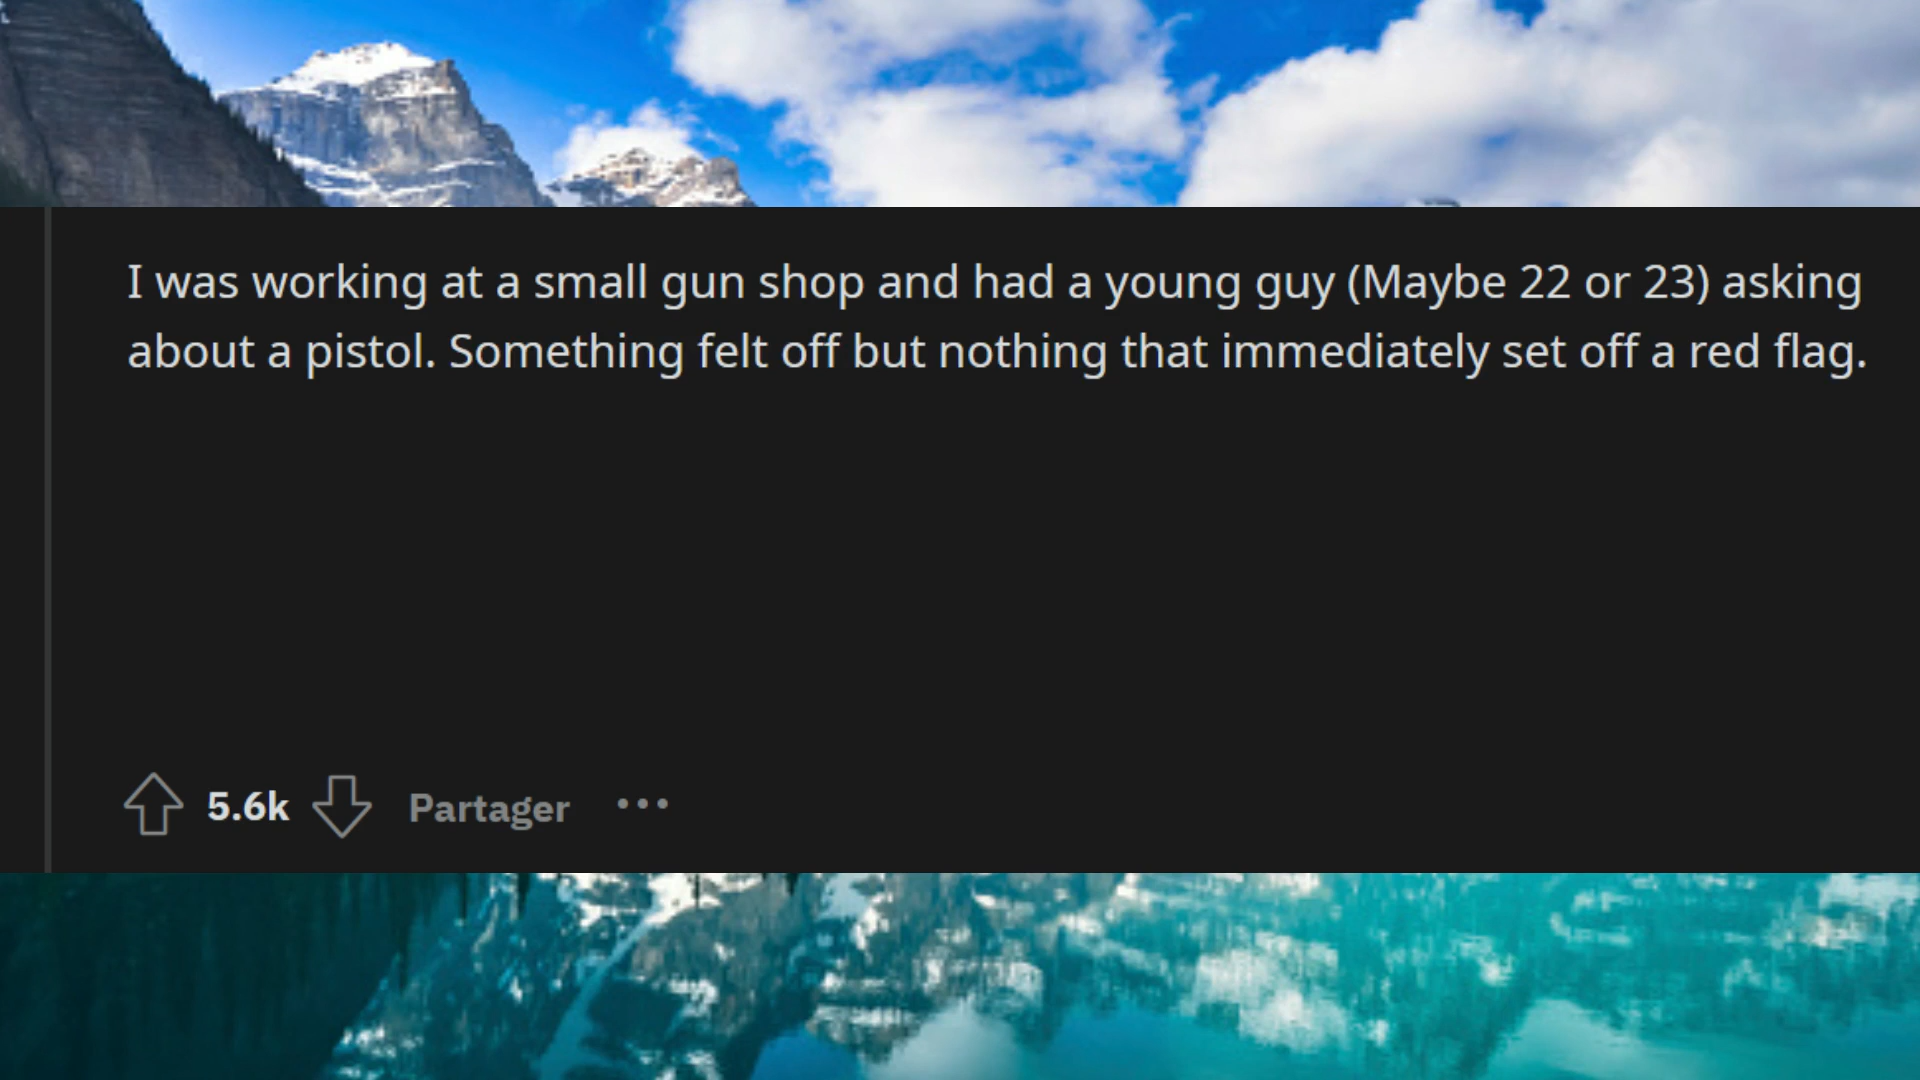 I was working at a small gun shop and had a young guy (Maybe 22 or 23) asking
about a pistol. Something felt off but nothing that immediately set off a red flag.
5.6k Partager ...